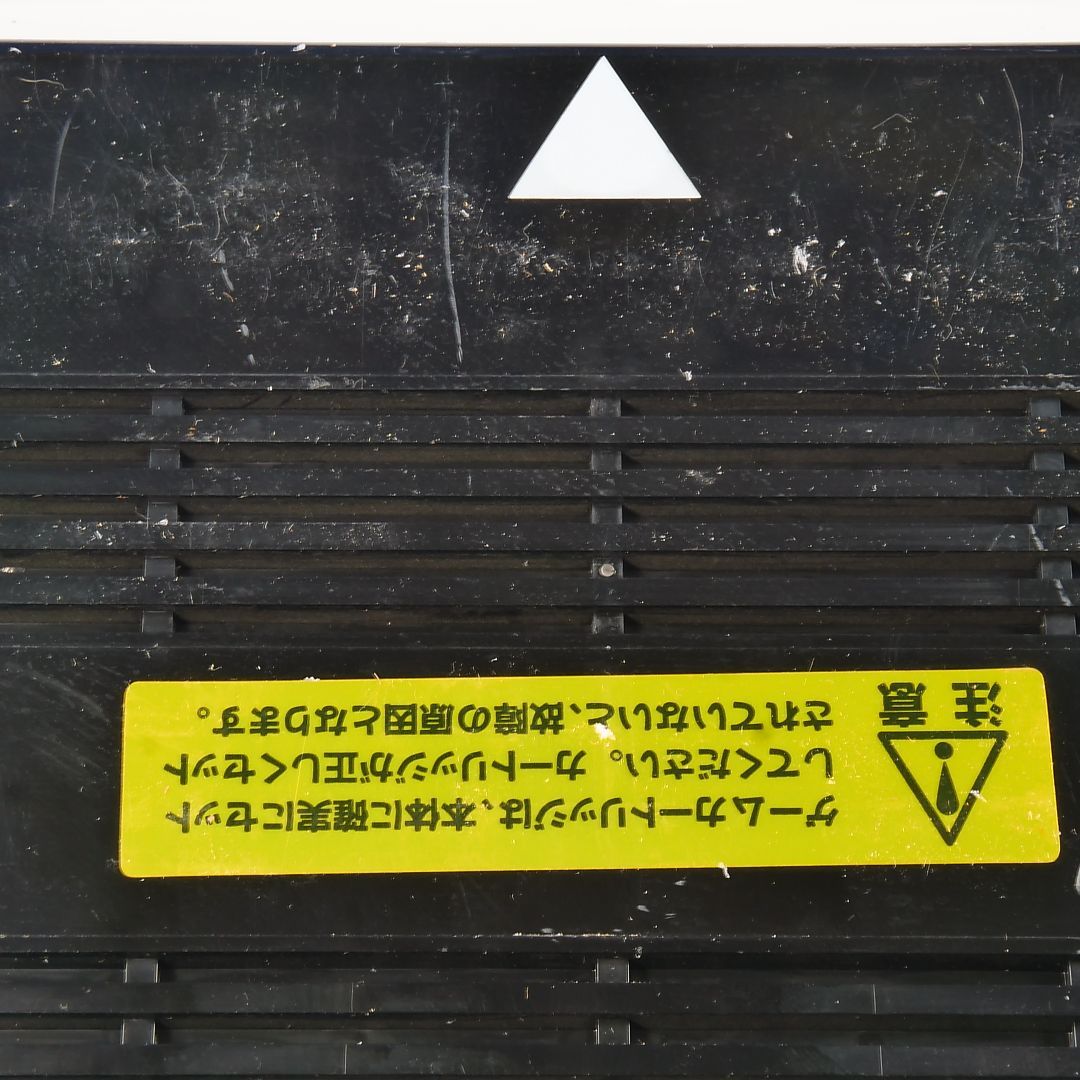 注意
ゲームカートリッジは、本体に確実にセット
してください。カートリッジが正しくセット
されていないと、故障の原因となります。